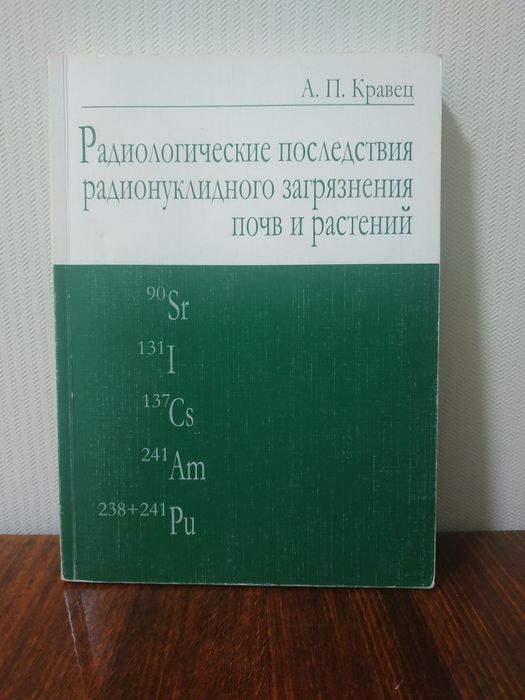 А. П. Кравец
Радиологические последствия
радионуклидного загрязнения
почв и растений
⁹⁰Sr
¹³¹I
¹³⁷Cs
²⁴¹Am
²³⁸⁺²⁴¹Pu